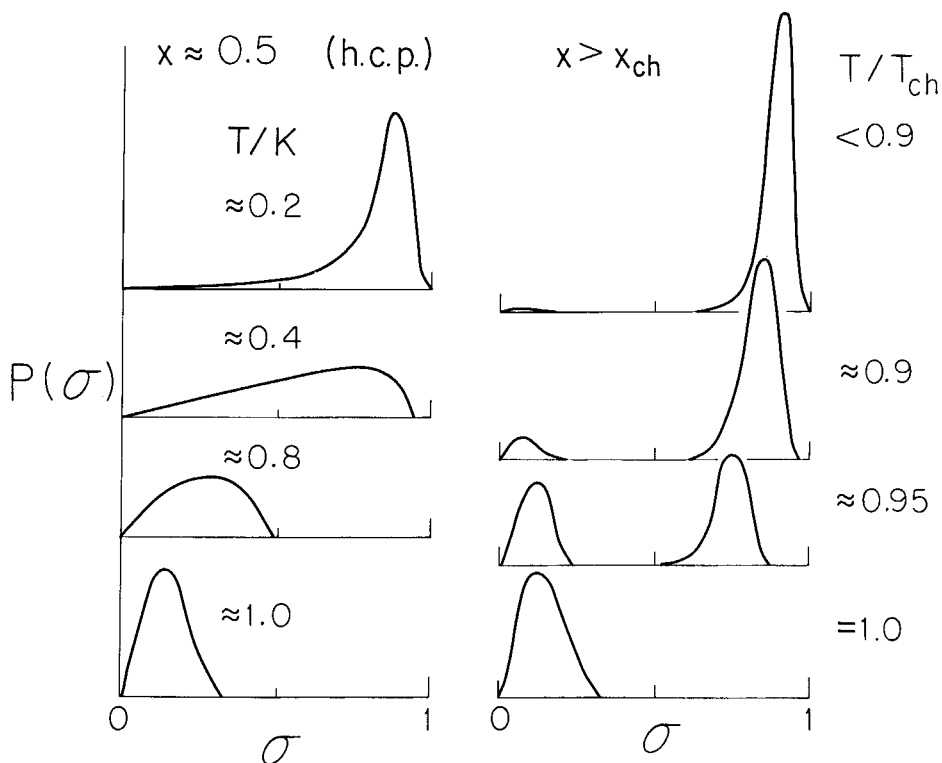 x ≈ 0.5 (h.c.p.)
T/K
≈0.2
≈0.4
≈0.8
≈1.0
P(σ)
0
1
σ
x > x_ch
T/T_ch
<0.9
≈0.9
≈0.95
=1.0
0
1
σ